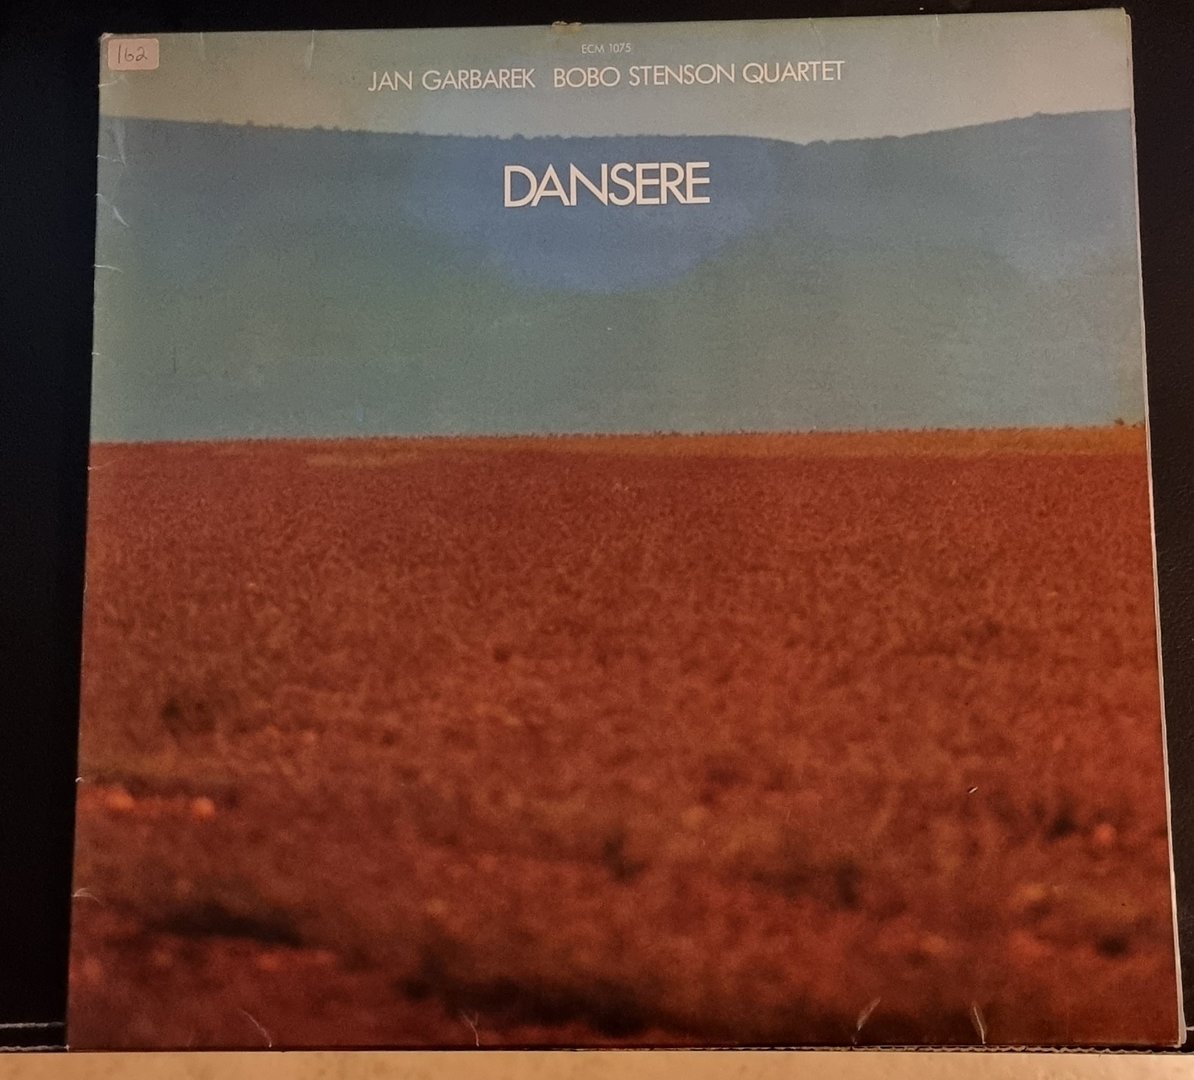 162
ECM 1075
JAN GARBAREK BOBO STENSON QUARTET
DANSERE